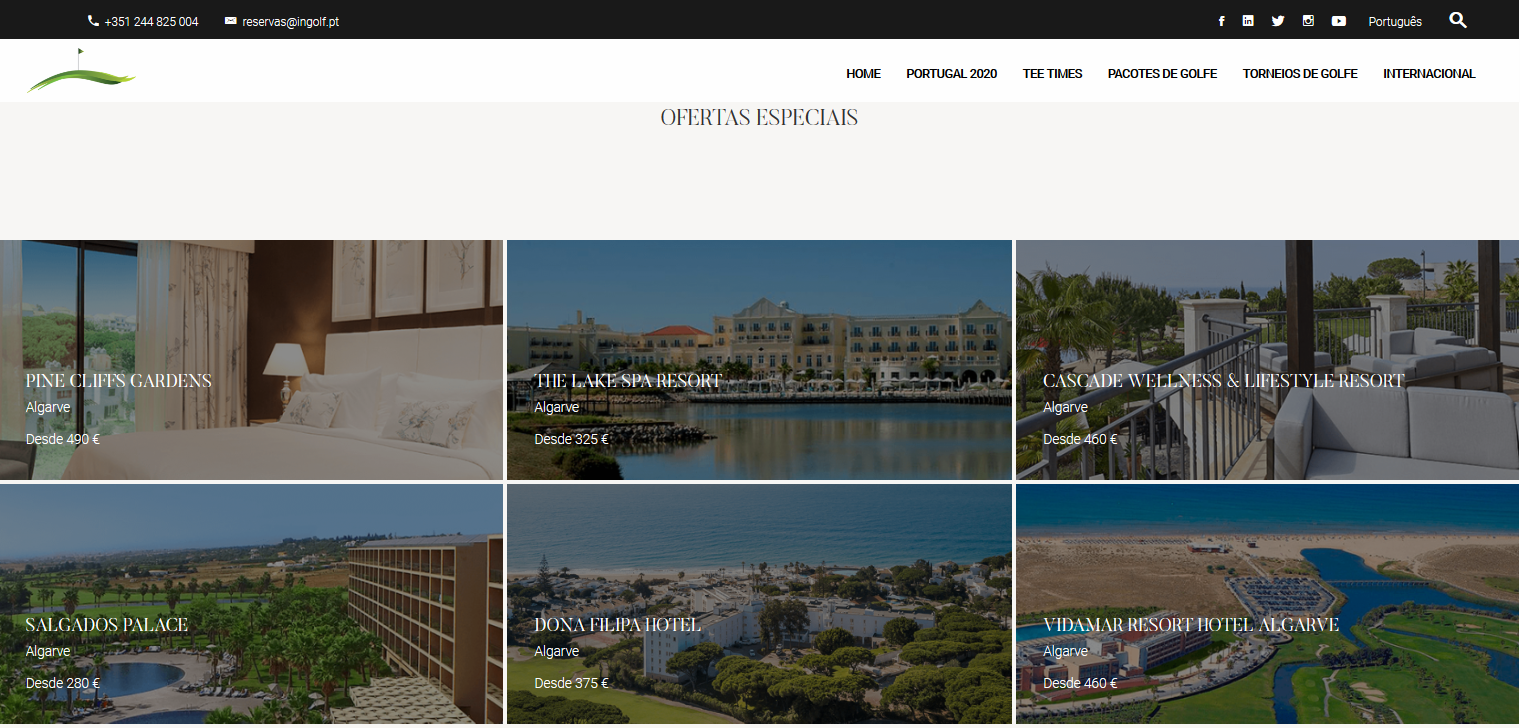 +351 244 825 004 reservas@ingolf.pt Português
HOME PORTUGAL 2020 TEE TIMES PACOTES DE GOLFE TORNEIOS DE GOLFE INTERNACIONAL
OFERTAS ESPECIAIS
PINE CLIFFS GARDENS
Algarve
Desde 490 €
THE LAKE SPA RESORT
Algarve
Desde 325 €
CASCADE WELLNESS & LIFESTYLE RESORT
Algarve
Desde 460 €
SALGADOS PALACE
Algarve
Desde 280 €
DONA FILIPA HOTEL
Algarve
Desde 375 €
VIDAMAR RESORT HOTEL ALGARVE
Algarve
Desde 460 €